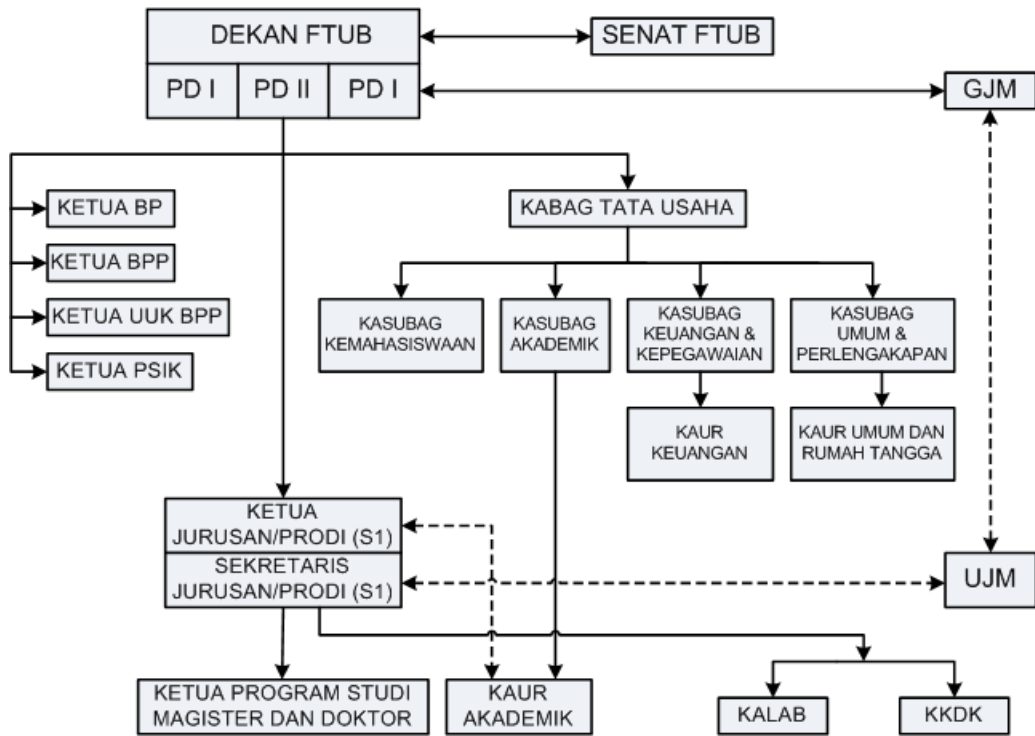 DEKAN FTUB
SENAT FTUB
PD I
PD II
PD I
GJM
KETUA BP
KETUA BPP
KETUA UUK BPP
KETUA PSIK
KABAG TATA USAHA
KASUBAG
KEMAHASISWAAN
KASUBAG
AKADEMIK
KASUBAG
KEUANGAN &
KEPEGAWAIAN
KASUBAG
UMUM &
PERLENGAKAPAN
KAUR
KEUANGAN
KAUR UMUM DAN
RUMAH TANGGA
KETUA
JURUSAN/PRODI (S1)
SEKRETARIS
JURUSAN/PRODI (S1)
UJM
KETUA PROGRAM STUDI
MAGISTER DAN DOKTOR
KAUR
AKADEMIK
KALAB
KKDK